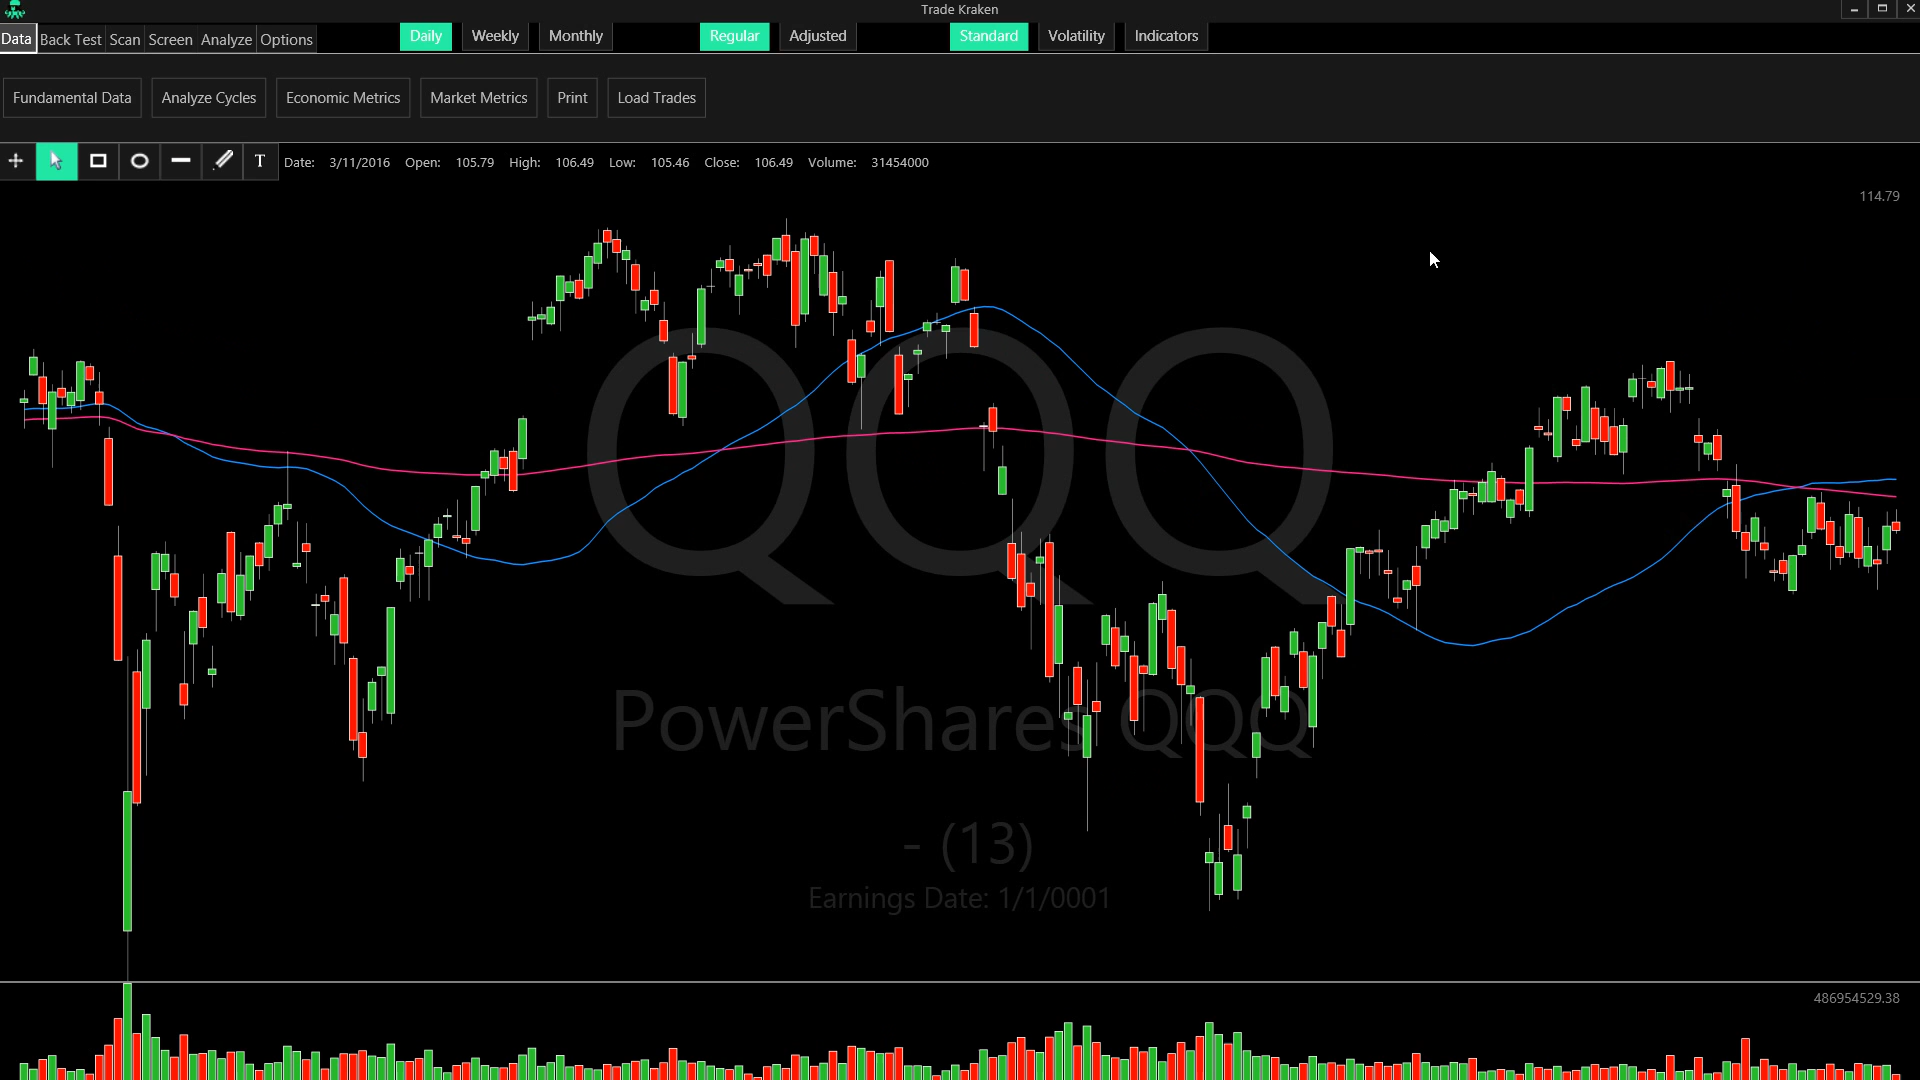 Trade Kraken
Data Back Test Scan Screen Analyze Options Daily Weekly Monthly Regular Adjusted Standard Volatility Indicators
Fundamental Data Analyze Cycles Economic Metrics Market Metrics Print Load Trades
T Date: 3/11/2016 Open: 105.79 High: 106.49 Low: 105.46 Close: 106.49 Volume: 31454000
114.79
QQQ
PowerShares QQQ
- (13)
Earnings Date: 1/1/0001
486954529.38